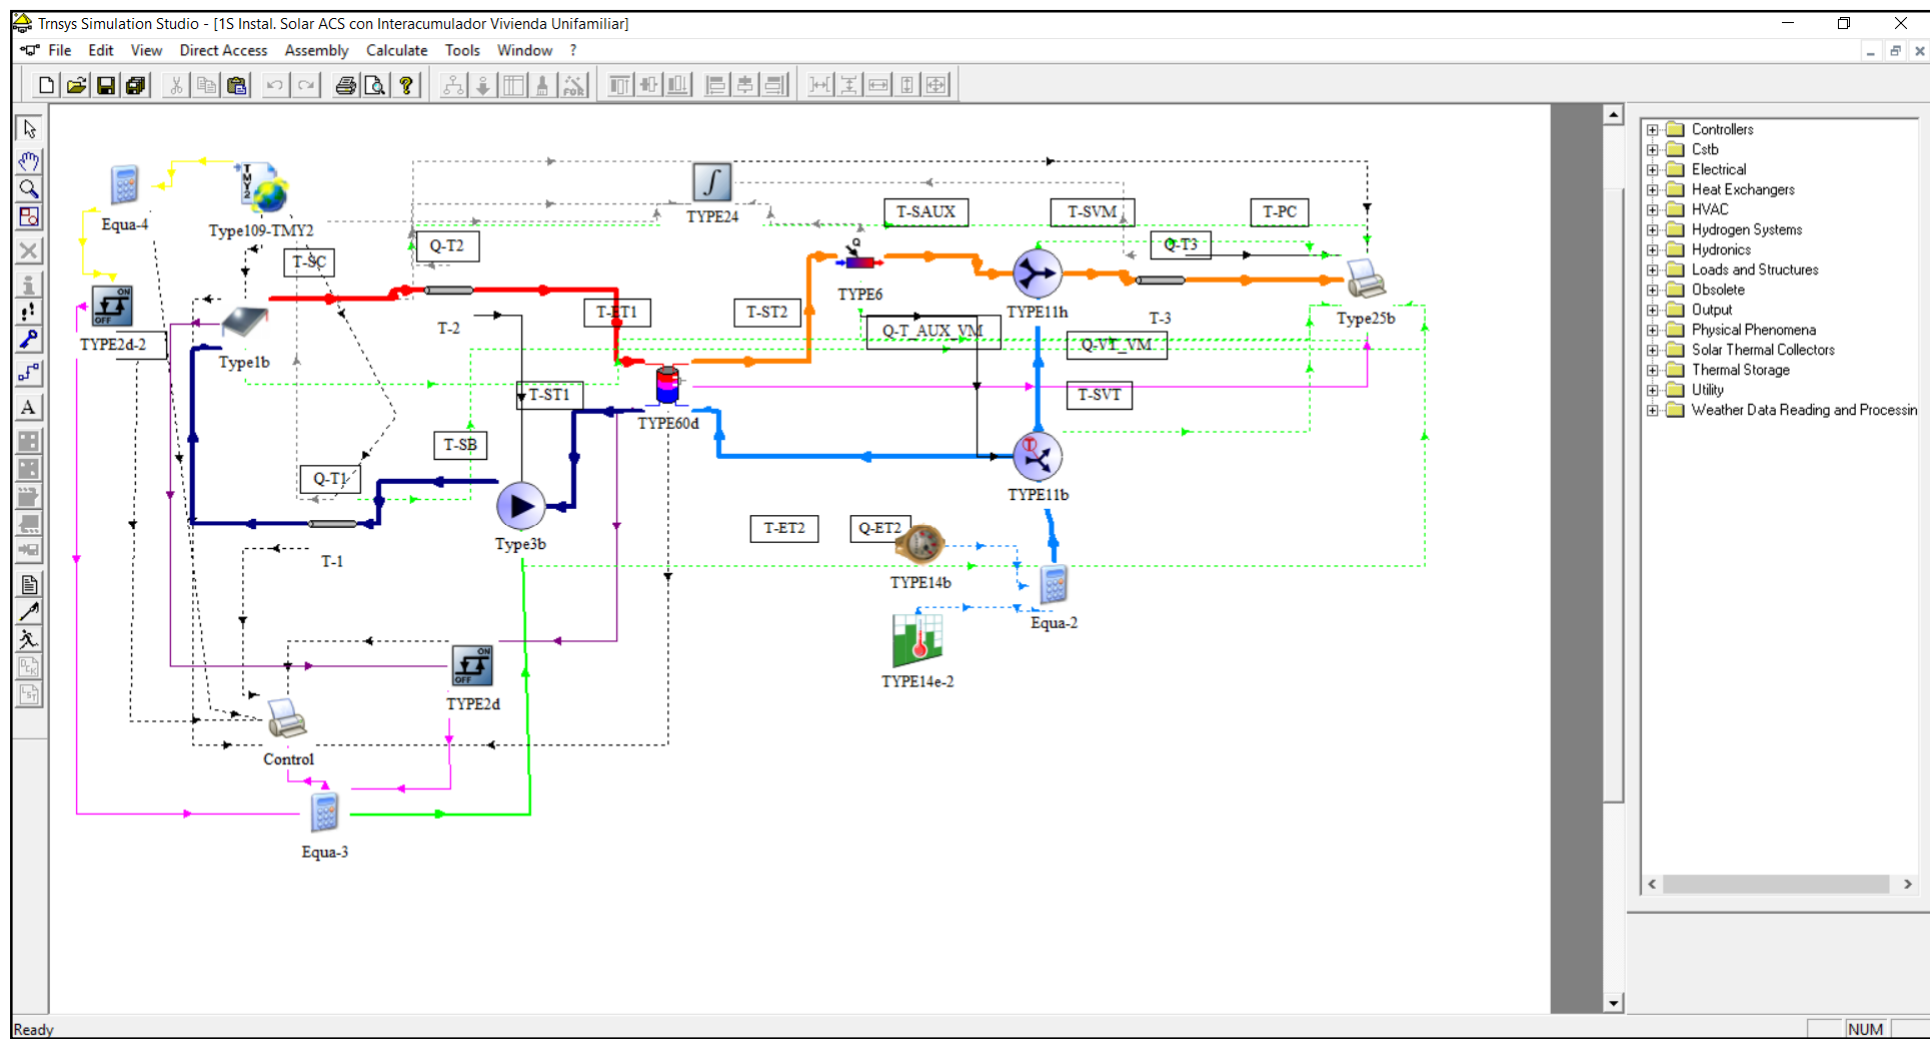 Trnsys Simulation Studio - [1S Instal. Solar ACS con Interacumulador Vivienda Unifamiliar]
File Edit View Direct Access Assembly Calculate Tools Window ?
Equa-4
Type109-TMY2
TYPE24
T-SAUX
T-SVM
T-PC
Q-T2
Q-T3
T-SC
TYPE2d-2
Type1b
T-2
T-ET1
T-ST2
TYPE6
Q-T_AUX_VM
TYPE11h
T-3
Type25b
Q-VT_VM
T-ST1
TYPE60d
T-SVT
T-SB
Q-T1
Type3b
T-1
TYPE11b
T-ET2
Q-ET2
TYPE14b
Equa-2
TYPE14e-2
TYPE2d
Control
Equa-3
Controllers
Cstb
Electrical
Heat Exchangers
HVAC
Hydrogen Systems
Hydronics
Loads and Structures
Obsolete
Output
Physical Phenomena
Solar Thermal Collectors
Thermal Storage
Utility
Weather Data Reading and Processin
Ready
NUM